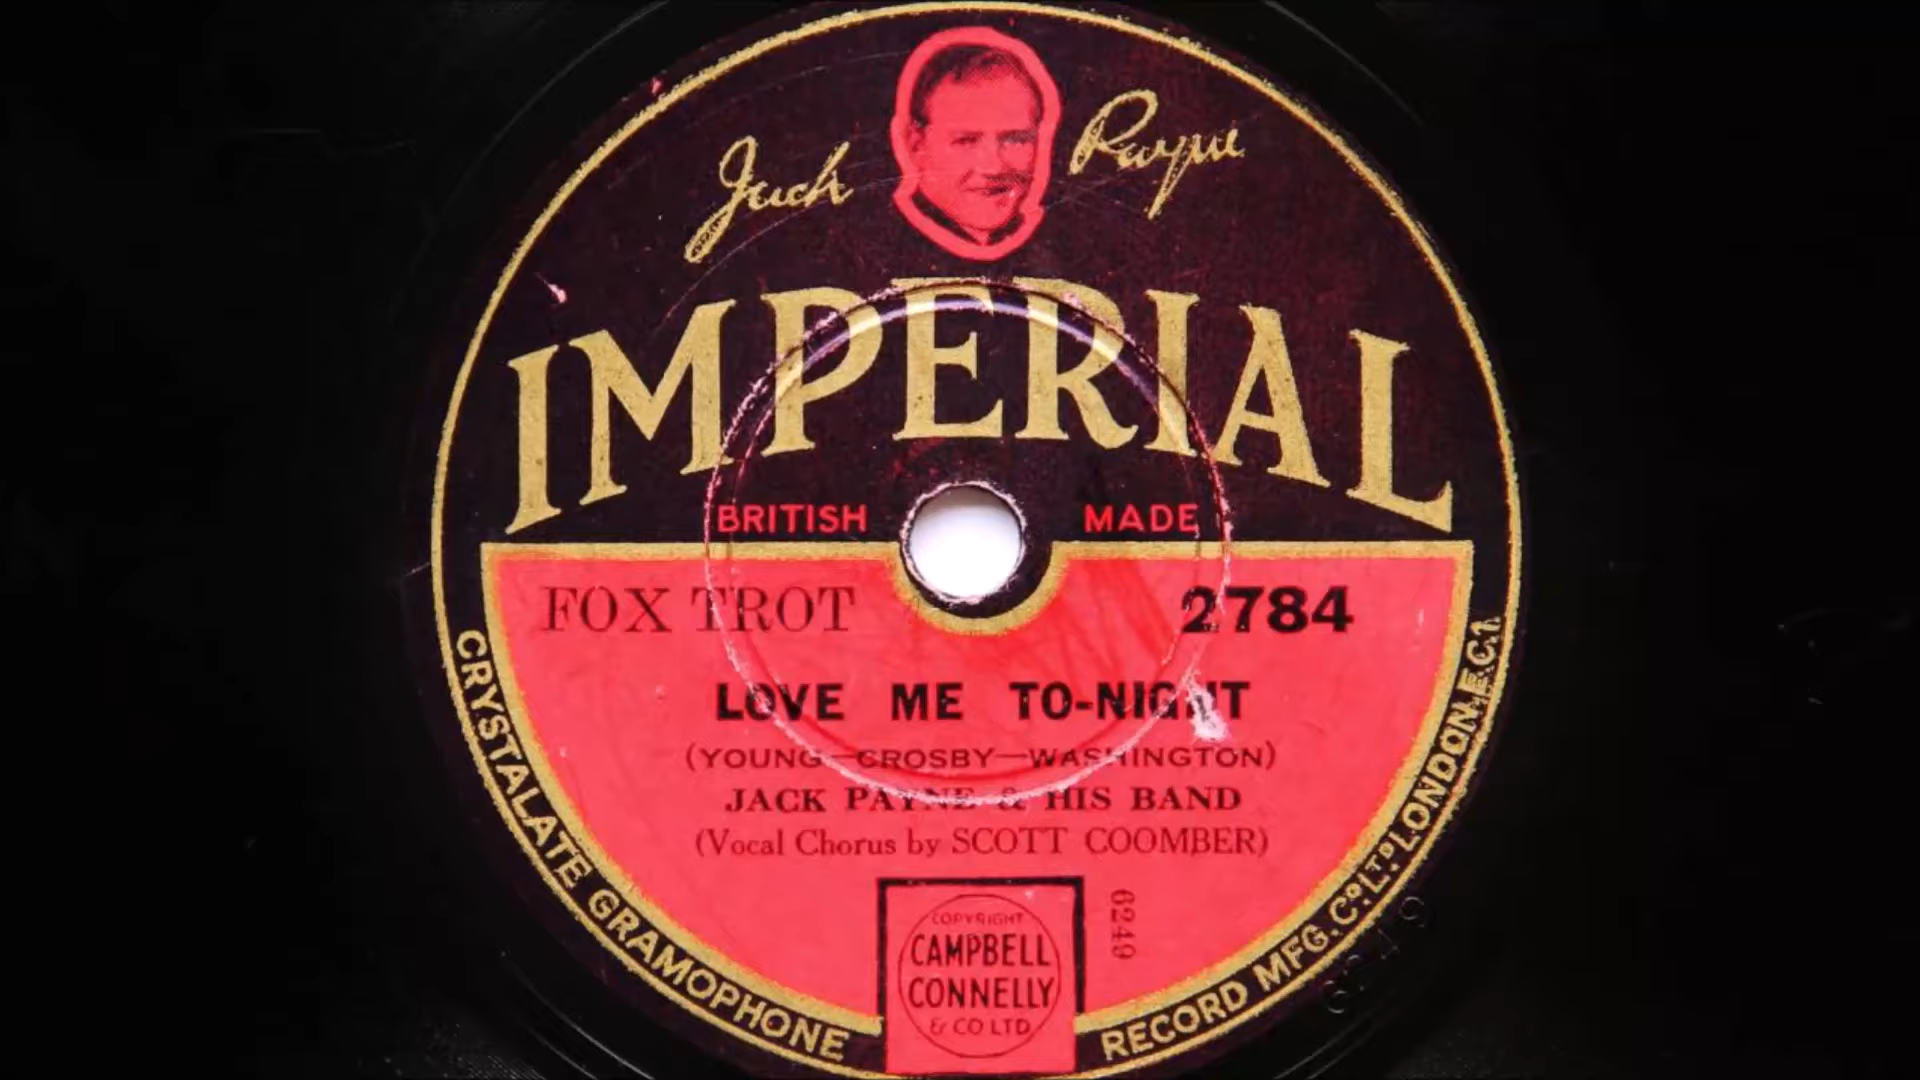 Jack Payne
IMPERIAL
BRITISH MADE
FOX TROT 2784
LOVE ME TO-NIGHT
(YOUNG—CROSBY—WASHINGTON)
JACK PAYNE & HIS BAND
(Vocal Chorus by SCOTT COOMBER)
COPYRIGHT
CAMPBELL
CONNELLY
& CO LTD
6249
CRYSTALATE GRAMOPHONE RECORD MFG. Cº LTᴰ LONDON, E.C.1.